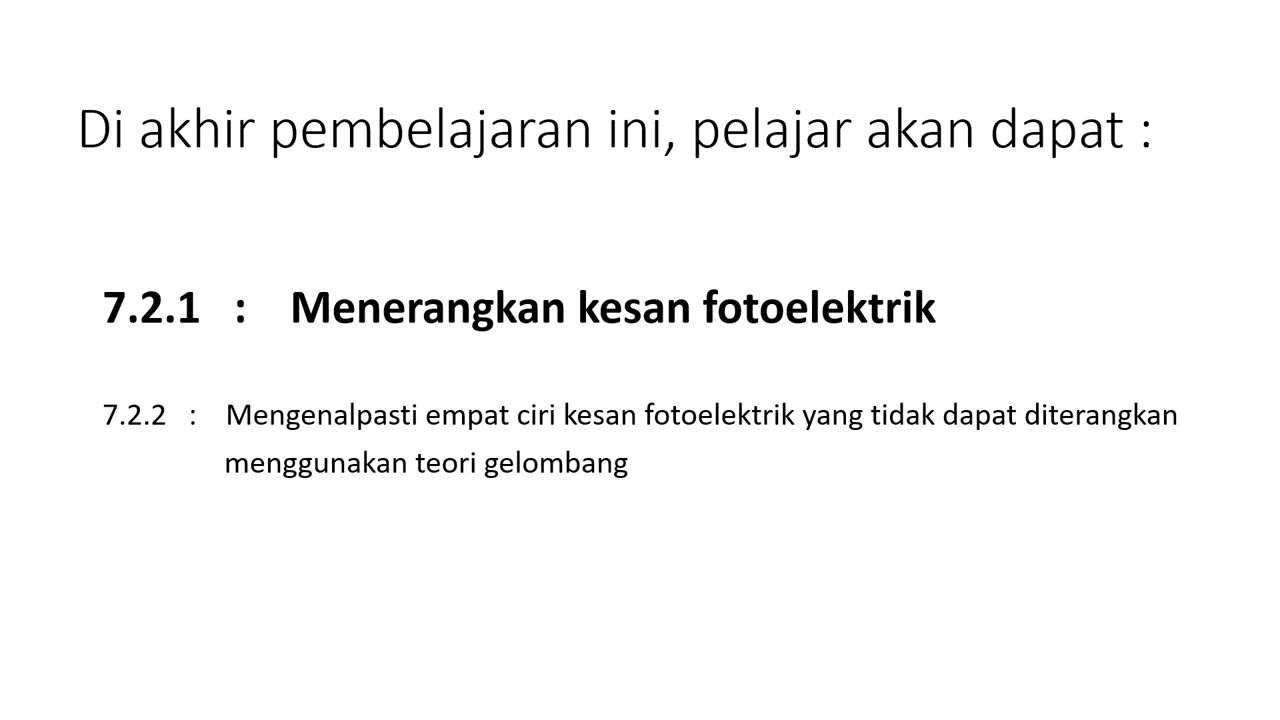 Di akhir pembelajaran ini, pelajar akan dapat :
7.2.1 : Menerangkan kesan fotoelektrik
7.2.2 : Mengenalpasti empat ciri kesan fotoelektrik yang tidak dapat diterangkan
menggunakan teori gelombang